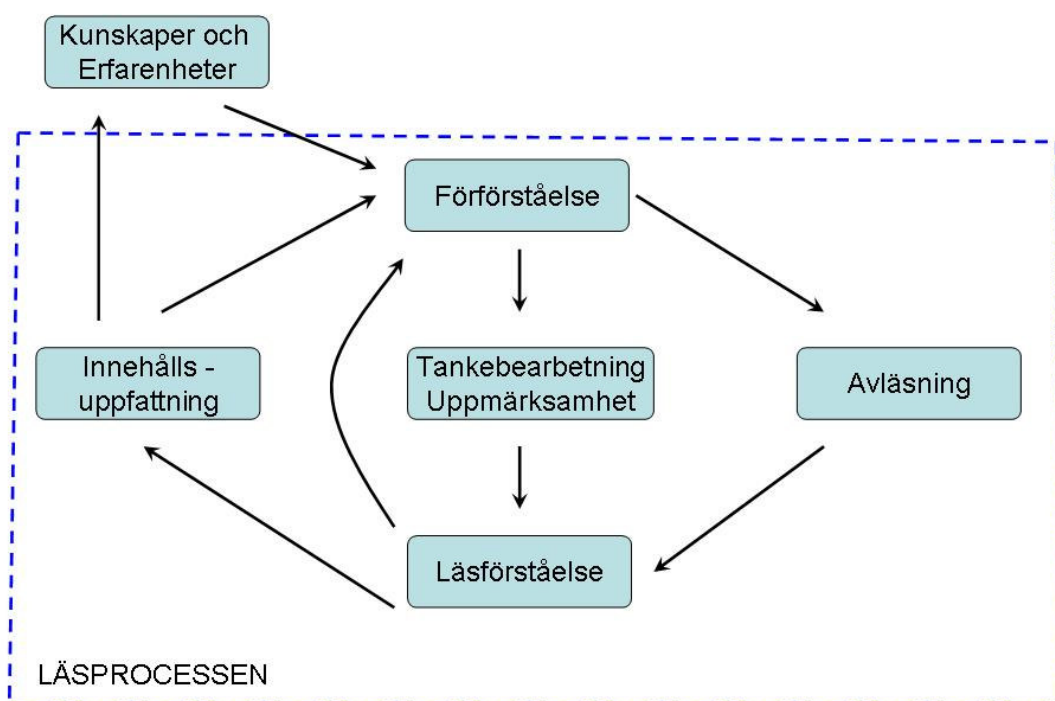 Kunskaper och
Erfarenheter
Förförståelse
Innehålls -
uppfattning
Tankebearbetning
Uppmärksamhet
Avläsning
Läsförståelse
LÄSPROCESSEN